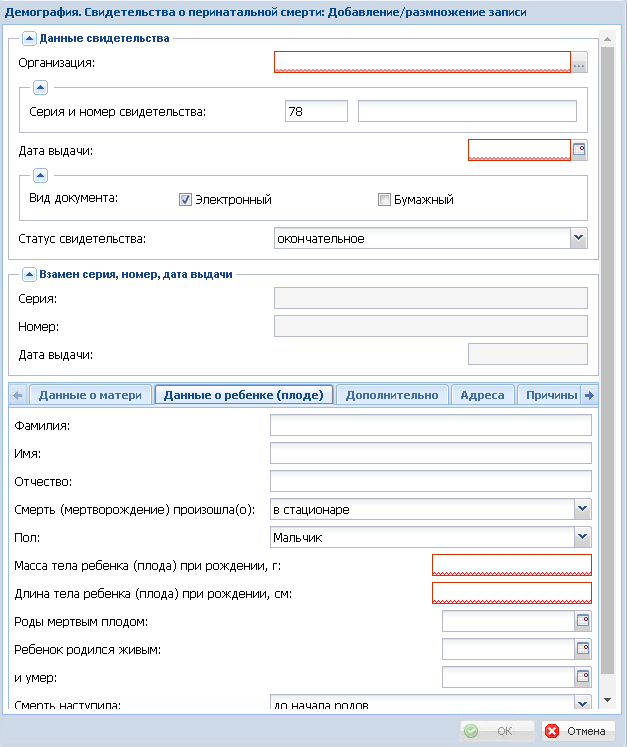 Демография. Свидетельства о перинатальной смерти: Добавление/размножение записи
Данные свидетельства
Организация:
...
Серия и номер свидетельства: 78
Дата выдачи:
Вид документа: Электронный Бумажный
Статус свидетельства: окончательное
Взамен серия, номер, дата выдачи
Серия:
Номер:
Дата выдачи:
Данные о матери Данные о ребенке (плоде) Дополнительно Адреса Причины
Фамилия:
Имя:
Отчество:
Смерть (мертворождение) произошла(о): в стационаре
Пол: Мальчик
Масса тела ребенка (плода) при рождении, г:
Длина тела ребенка (плода) при рождении, см:
Роды мертвым плодом:
Ребенок родился живым:
и умер:
Смерть наступила: до начала родов
OK Отмена